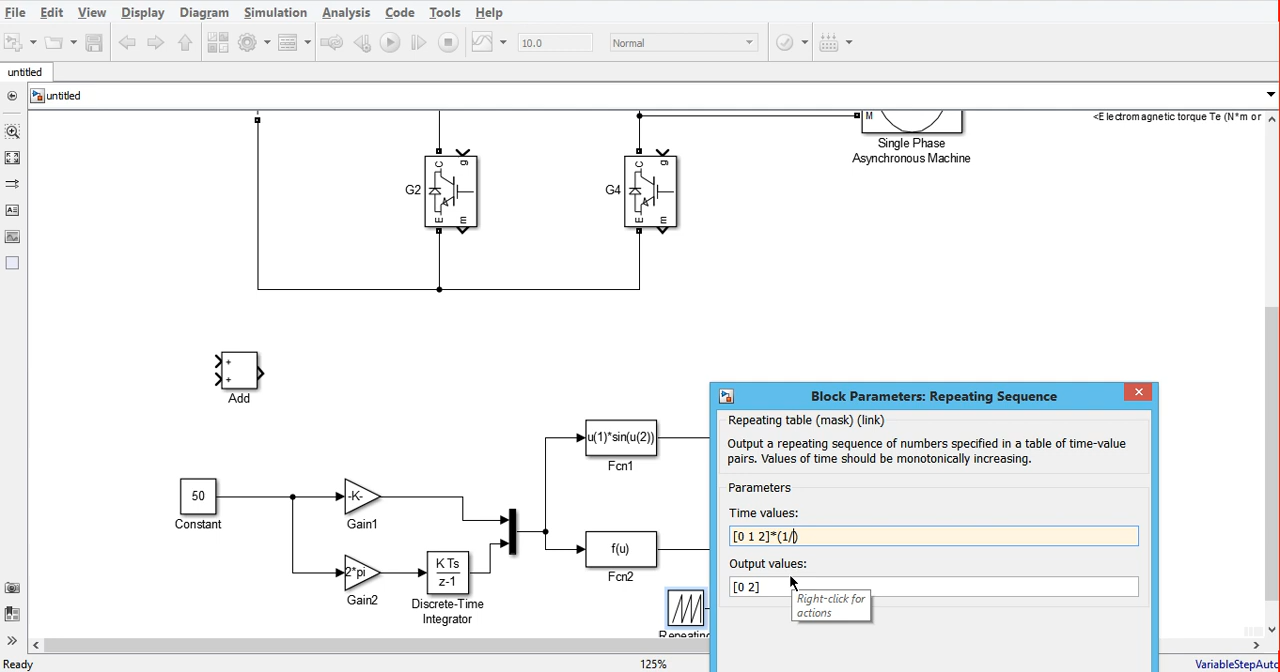 File Edit View Display Diagram Simulation Analysis Code Tools Help
10.0 Normal
untitled
untitled
M
<Electromagnetic torque Te (N*m or
Single Phase
Asynchronous Machine
C g
G2
E m
C g
G4
E m
+
+
Add
50
Constant
-K-
Gain1
2*pi
Gain2
K Ts
z-1
Discrete-Time
Integrator
u(1)*sin(u(2))
Fcn1
f(u)
Fcn2
Repeating
Block Parameters: Repeating Sequence
Repeating table (mask) (link)
Output a repeating sequence of numbers specified in a table of time-value
pairs. Values of time should be monotonically increasing.
Parameters
Time values:
[0 1 2]*(1/)
Output values:
[0 2]
Right-click for
actions
Ready
125%
VariableStepAuto